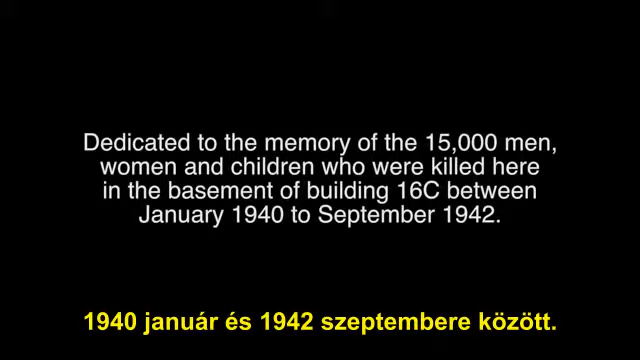 Dedicated to the memory of the 15,000 men,
women and children who were killed here
in the basement of building 16C between
January 1940 to September 1942.
1940 január és 1942 szeptembere között.